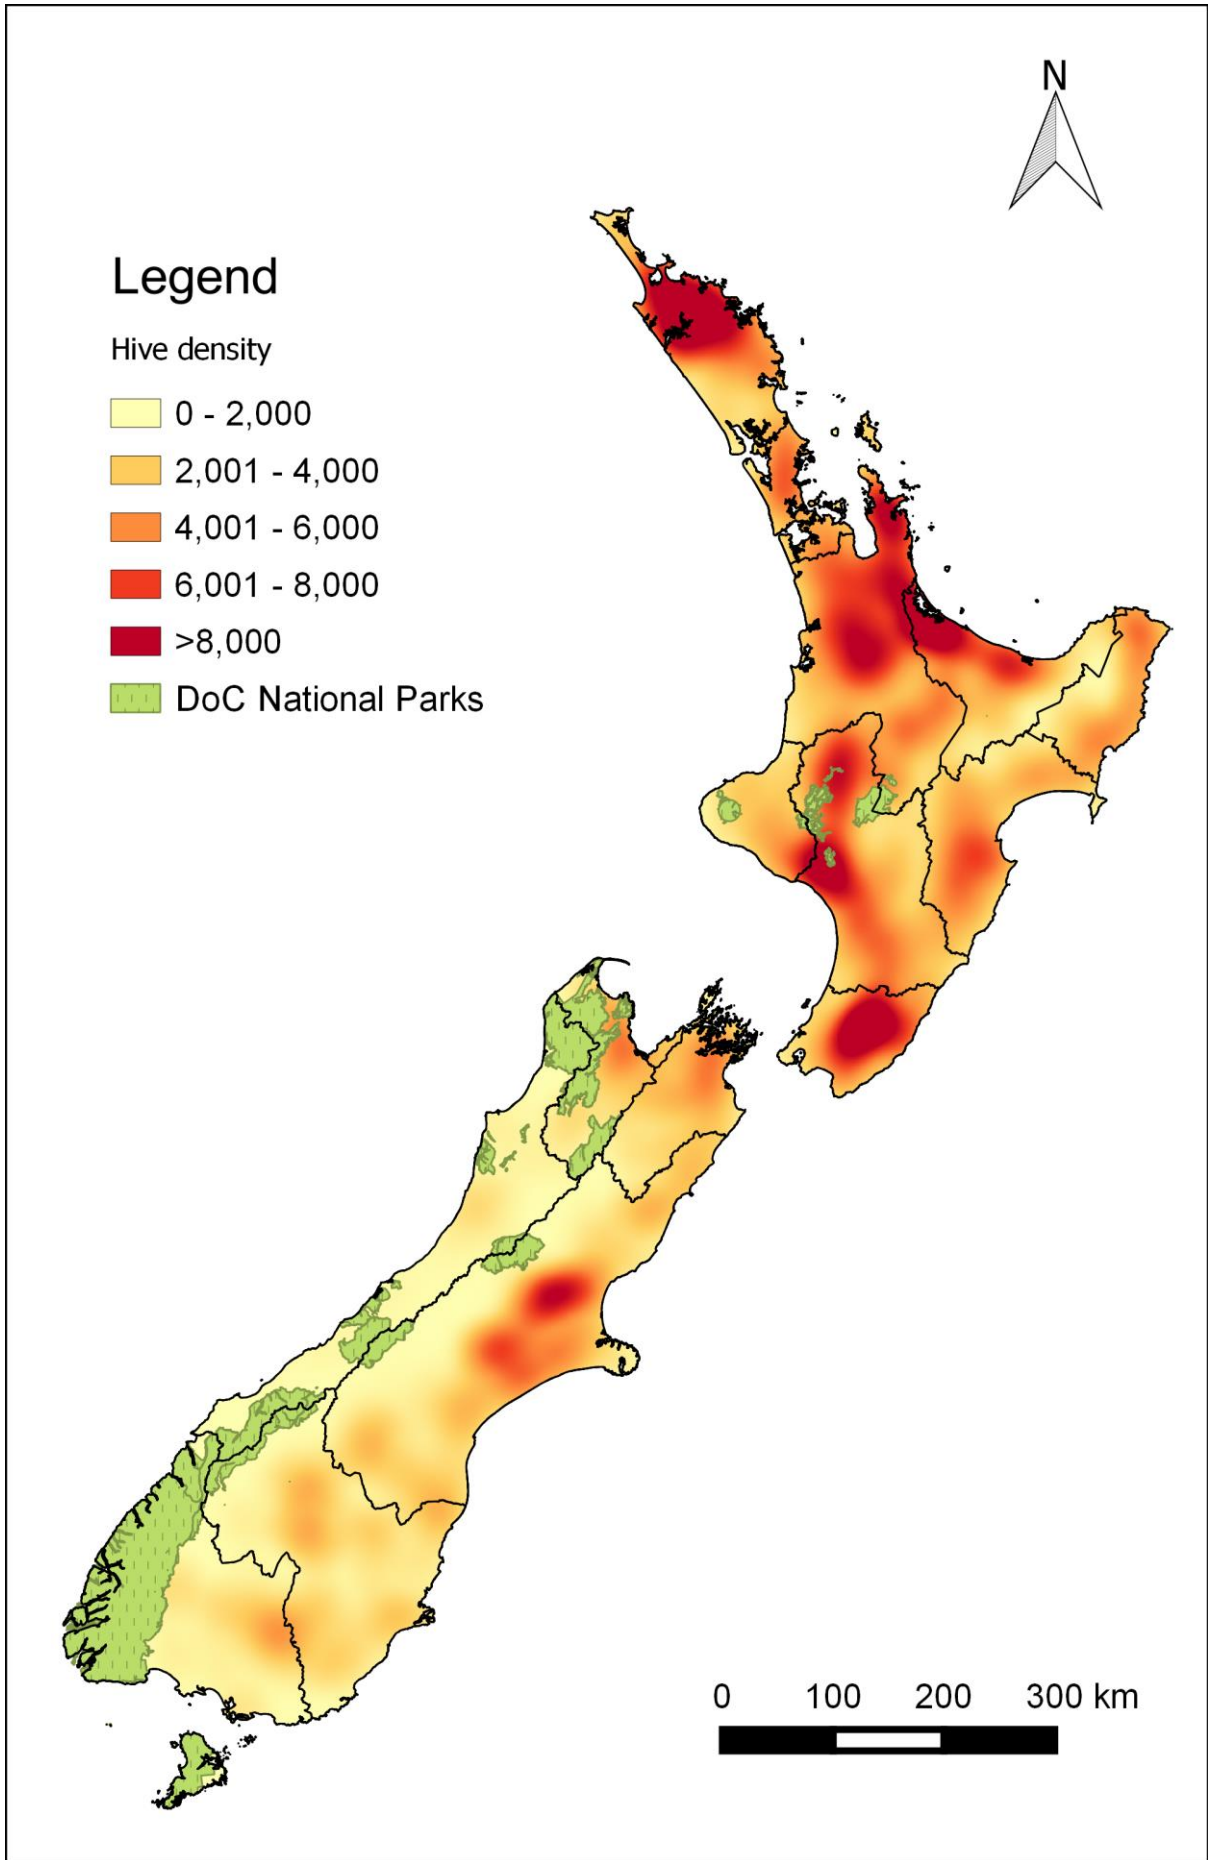 N
Legend
Hive density
0 - 2,000
2,001 - 4,000
4,001 - 6,000
6,001 - 8,000
>8,000
DoC National Parks
0 100 200 300 km